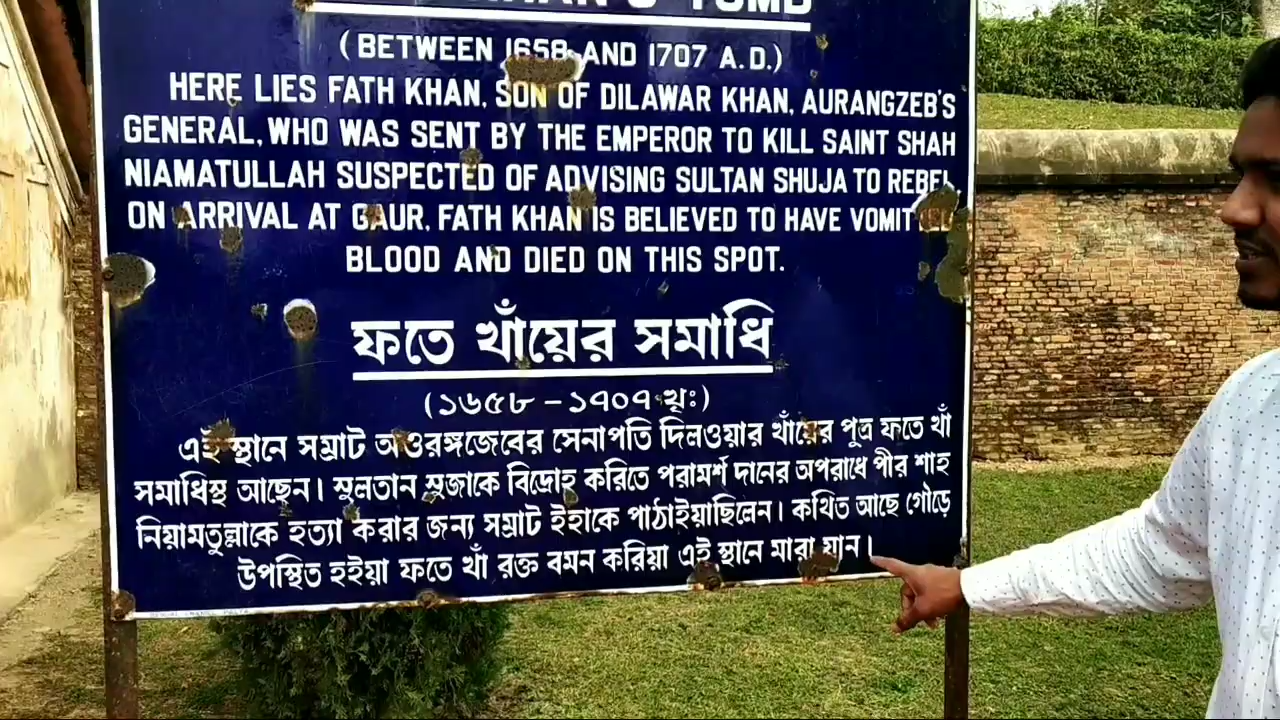 TOMB
( BETWEEN 1658 AND 1707 A.D.)
HERE LIES FATH KHAN, SON OF DILAWAR KHAN, AURANGZEB'S
GENERAL, WHO WAS SENT BY THE EMPEROR TO KILL SAINT SHAH
NIAMATULLAH SUSPECTED OF ADVISING SULTAN SHUJA TO REBEL.
ON ARRIVAL AT GAUR, FATH KHAN IS BELIEVED TO HAVE VOMITTED
BLOOD AND DIED ON THIS SPOT.
ফতে খাঁয়ের সমাধি
(১৬৫৮ – ১৭০৭ খৃঃ)
এই স্থানে সম্রাট আওরঙ্গজেবের সেনাপতি দিলওয়ার খাঁয়ের পুত্র ফতে খাঁ
সমাধিস্থ আছেন। সুলতান সুজাকে বিদ্রোহ করিতে পরামর্শ দানের অপরাধে পীর শাহ
নিয়ামতুল্লাকে হত্যা করার জন্য সম্রাট ইহাকে পাঠাইয়াছিলেন। কথিত আছে গৌড়ে
উপস্থিত হইয়া ফতে খাঁ রক্ত বমন করিয়া এই স্থানে মারা যান।